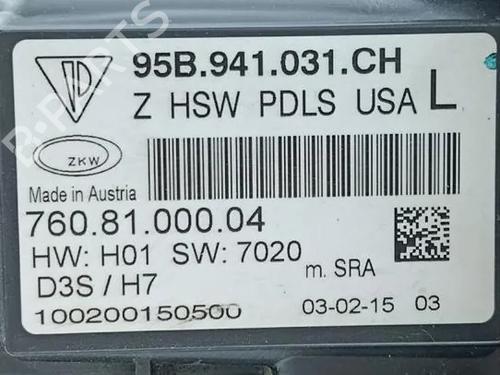 95B.941.031.CH
Z HSW PDLS USA L
ZKW
Made in Austria
760.81.000.04
HW: H01 SW: 7020
m. SRA
D3S / H7
100200150500
03-02-15 03
B-PARTS